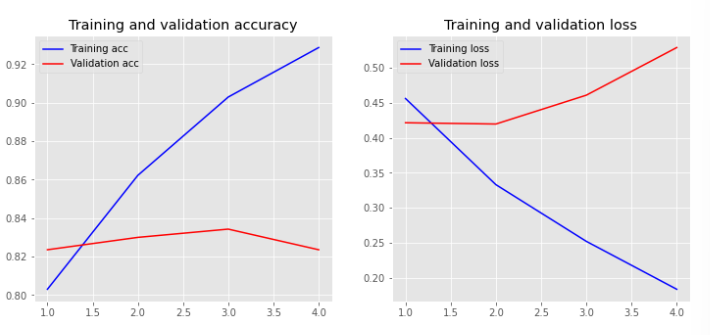 Training and validation accuracy
Training acc
Validation acc
0.92
0.90
0.88
0.86
0.84
0.82
0.80
1.0 1.5 2.0 2.5 3.0 3.5 4.0
Training and validation loss
Training loss
Validation loss
0.50
0.45
0.40
0.35
0.30
0.25
0.20
1.0 1.5 2.0 2.5 3.0 3.5 4.0